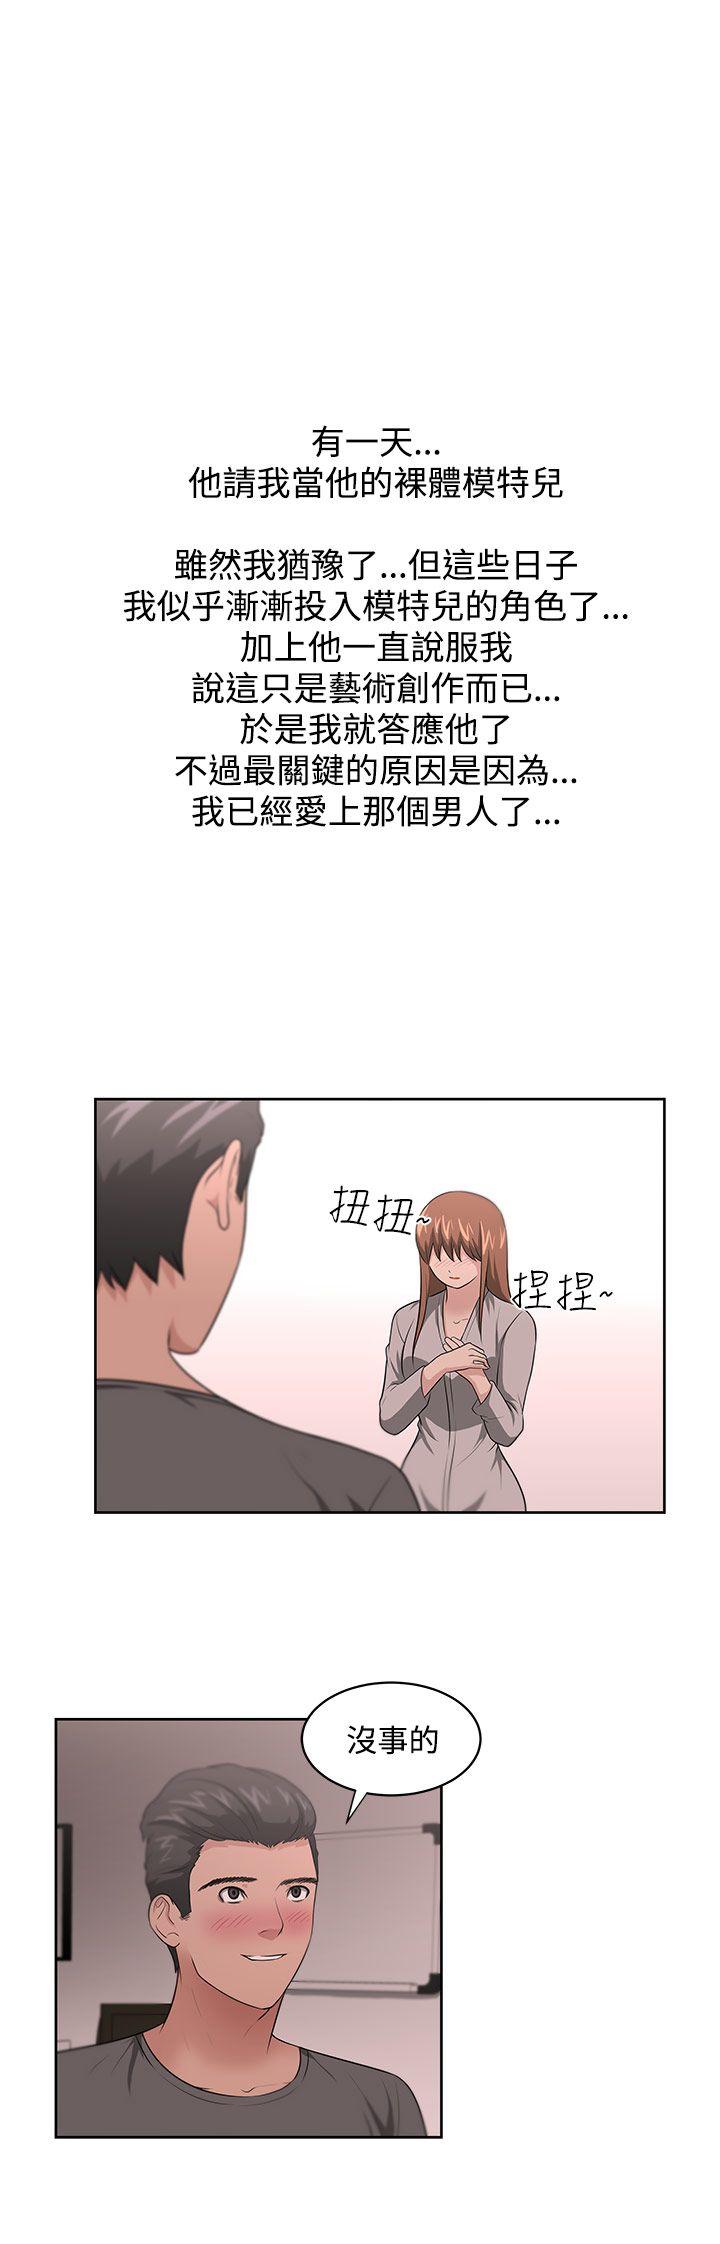 有一天...
他請我當他的裸體模特兒
雖然我猶豫了...但這些日子
我似乎漸漸投入模特兒的角色了...
加上他一直說服我
說這只是藝術創作而已...
於是我就答應他了
不過最關鍵的原因是因為...
我已經愛上那個男人了...
扭扭~
捏捏~
沒事的